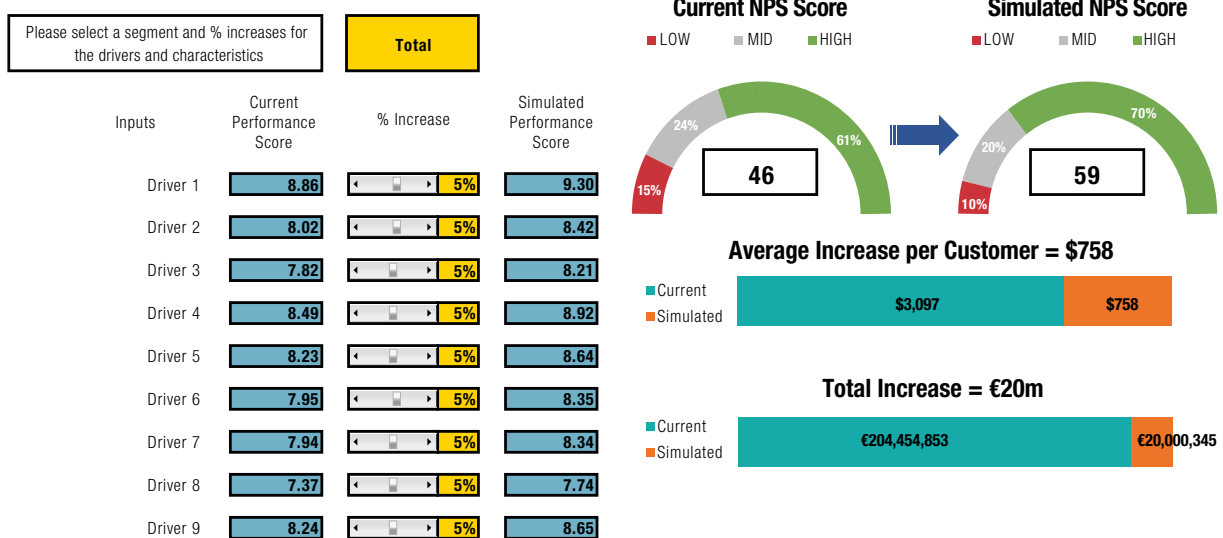 Please select a segment and % increases for
the drivers and characteristics
Total
Inputs
Current
Performance
Score
% Increase
Simulated
Performance
Score
Driver 1 8.86 5% 9.30
Driver 2 8.02 5% 8.42
Driver 3 7.82 5% 8.21
Driver 4 8.49 5% 8.92
Driver 5 8.23 5% 8.64
Driver 6 7.95 5% 8.35
Driver 7 7.94 5% 8.34
Driver 8 7.37 5% 7.74
Driver 9 8.24 5% 8.65
Current NPS Score
LOW MID HIGH
24%
61%
15%
46
Simulated NPS Score
LOW MID HIGH
70%
20%
10%
59
Average Increase per Customer = $758
Current
Simulated
$3,097 $758
Total Increase = €20m
Current
Simulated
€204,454,853 €20,000,345